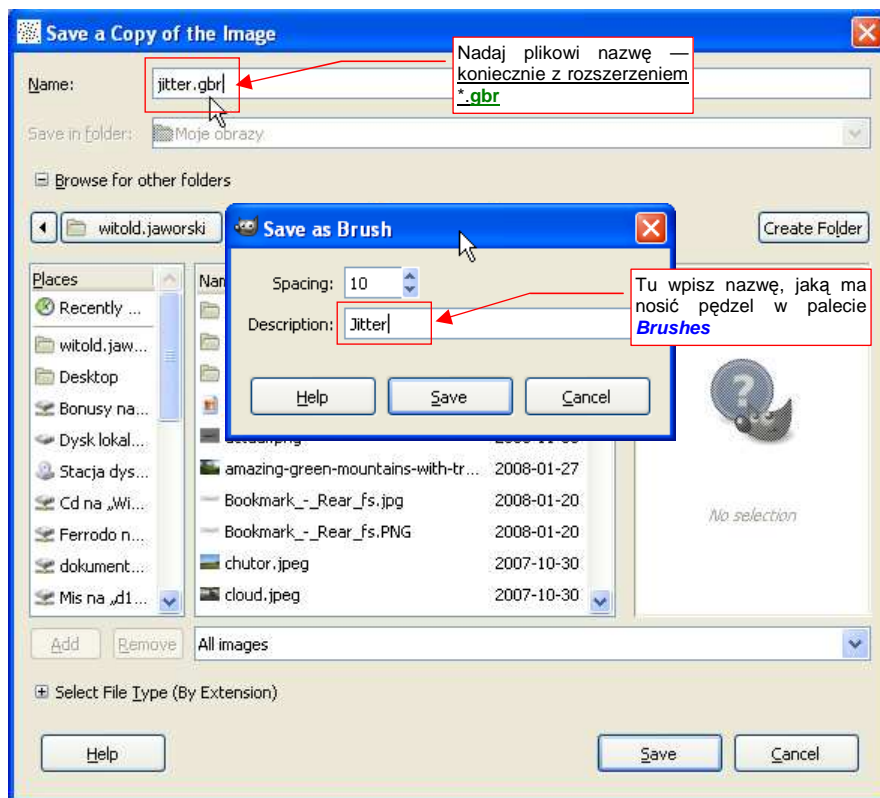 Save a Copy of the Image
Nadaj plikowi nazwę —
koniecznie z rozszerzeniem
*.gbr
Name:
jitter.gbr
Save in folder:
Moje obrazy
Browse for other folders
witold.jaworski
Create Folder
Save as Brush
Spacing:
10
Description:
Jitter
Help
Save
Cancel
Tu wpisz nazwę, jaką ma
nosić pędzel w palecie
Brushes
Places
Recently ...
witold.jaw...
Desktop
Bonusy na...
Dysk lokal...
Stacja dys...
Cd na „Wi...
Ferrodo n...
dokument...
Mis na „d1...
amazing-green-mountains-with-tr... 2008-01-27
Bookmark_-_Rear_fs.jpg 2008-01-20
Bookmark_-_Rear_fs.PNG 2008-01-20
chutor.jpeg 2007-10-30
cloud.jpeg 2007-10-30
No selection
Add
Remove
All images
Select File Type (By Extension)
Help
Save
Cancel